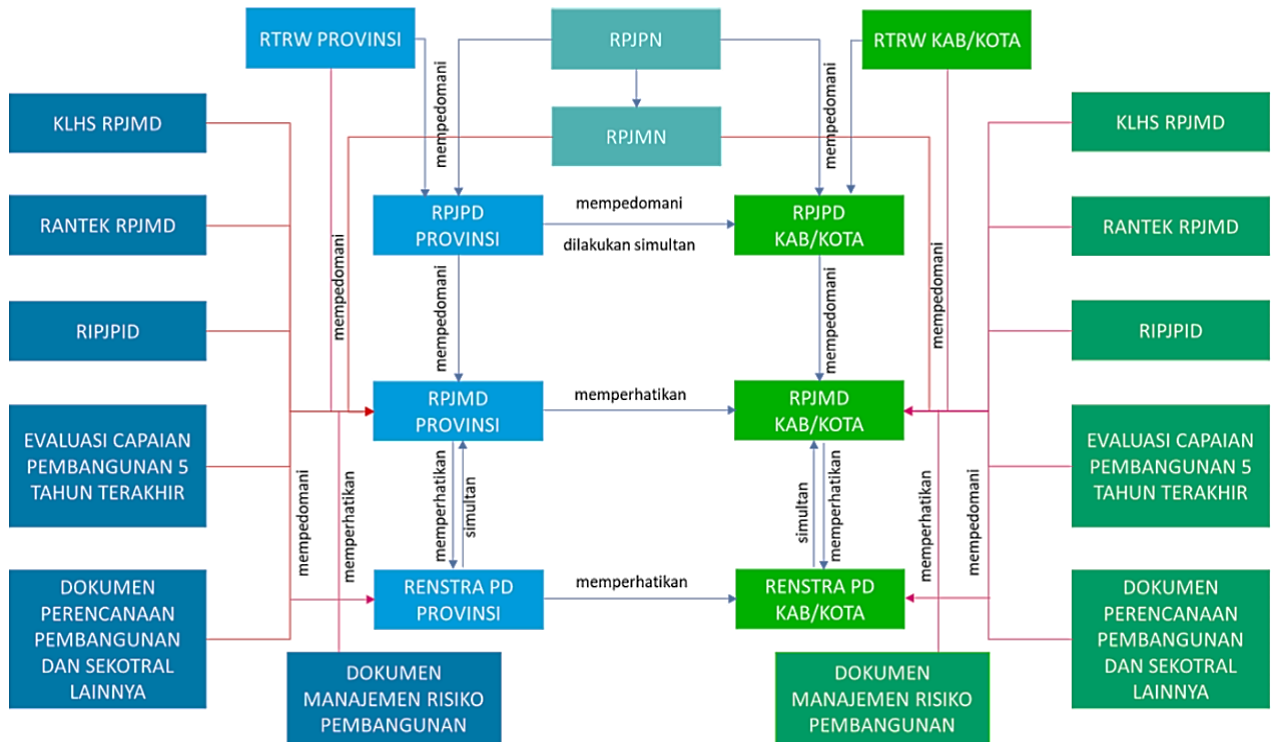 RTRW PROVINSI
RPJPN
RTRW KAB/KOTA
mempedomani
mempedomani
KLHS RPJMD
RPJMN
KLHS RPJMD
RANTEK RPJMD
RPJPD
PROVINSI
mempedomani
dilakukan simultan
RPJPD
KAB/KOTA
RANTEK RPJMD
mempedomani
mempedomani
mempedomani
mempedomani
RIPJPID
RIPJPID
RPJMD
PROVINSI
memperhatikan
RPJMD
KAB/KOTA
EVALUASI CAPAIAN
PEMBANGUNAN 5
TAHUN TERAKHIR
EVALUASI CAPAIAN
PEMBANGUNAN 5
TAHUN TERAKHIR
mempedomani
memperhatikan
memperhatikan
simultan
simultan
memperhatikan
memperhatikan
mempedomani
DOKUMEN
PERENCANAAN
PEMBANGUNAN
DAN SEKOTRAL
LAINNYA
RENSTRA PD
PROVINSI
memperhatikan
RENSTRA PD
KAB/KOTA
DOKUMEN
PERENCANAAN
PEMBANGUNAN
DAN SEKOTRAL
LAINNYA
DOKUMEN
MANAJEMEN RISIKO
PEMBANGUNAN
DOKUMEN
MANAJEMEN RISIKO
PEMBANGUNAN